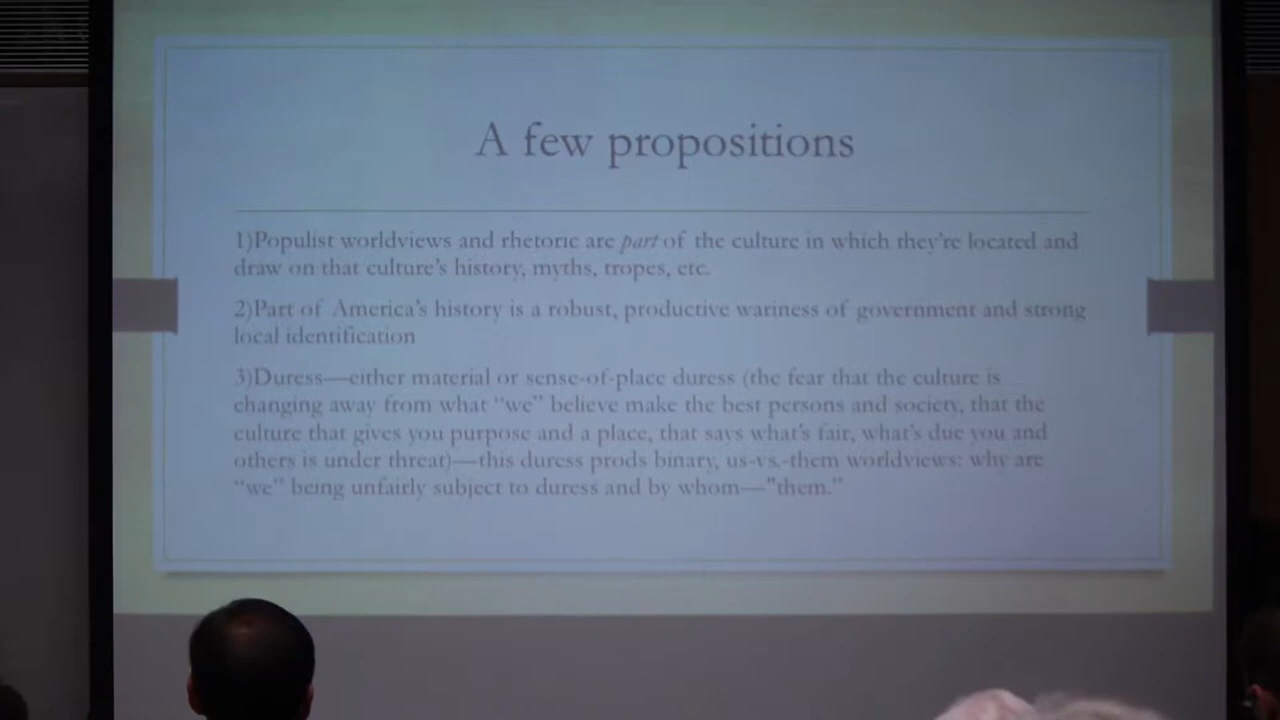 A few propositions
1)Populist worldviews and rhetoric are part of the culture in which they're located and
draw on that culture's history, myths, tropes, etc.
2)Part of America's history is a robust, productive wariness of government and strong
local identification
3)Duress—either material or sense-of-place duress (the fear that the culture is
changing away from what “we” believe make the best persons and society, that the
culture that gives you purpose and a place, that says what's fair, what's due you and
others is under threat)—this duress prods binary, us-vs.-them worldviews: why are
“we” being unfairly subject to duress and by whom—"them.”